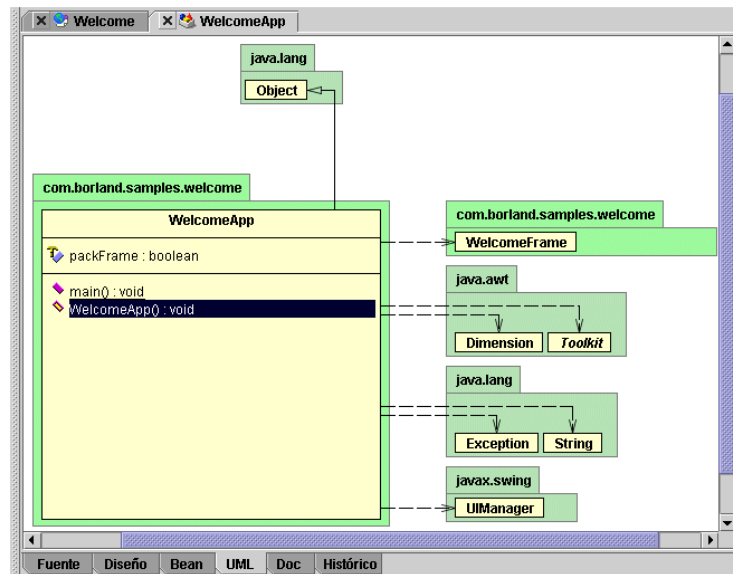 Welcome WelcomeApp
java.lang
Object
com.borland.samples.welcome
WelcomeApp
packFrame : boolean
main() : void
WelcomeApp() : void
com.borland.samples.welcome
WelcomeFrame
java.awt
Dimension Toolkit
java.lang
Exception String
javax.swing
UIManager
Fuente Diseño Bean UML Doc Histórico